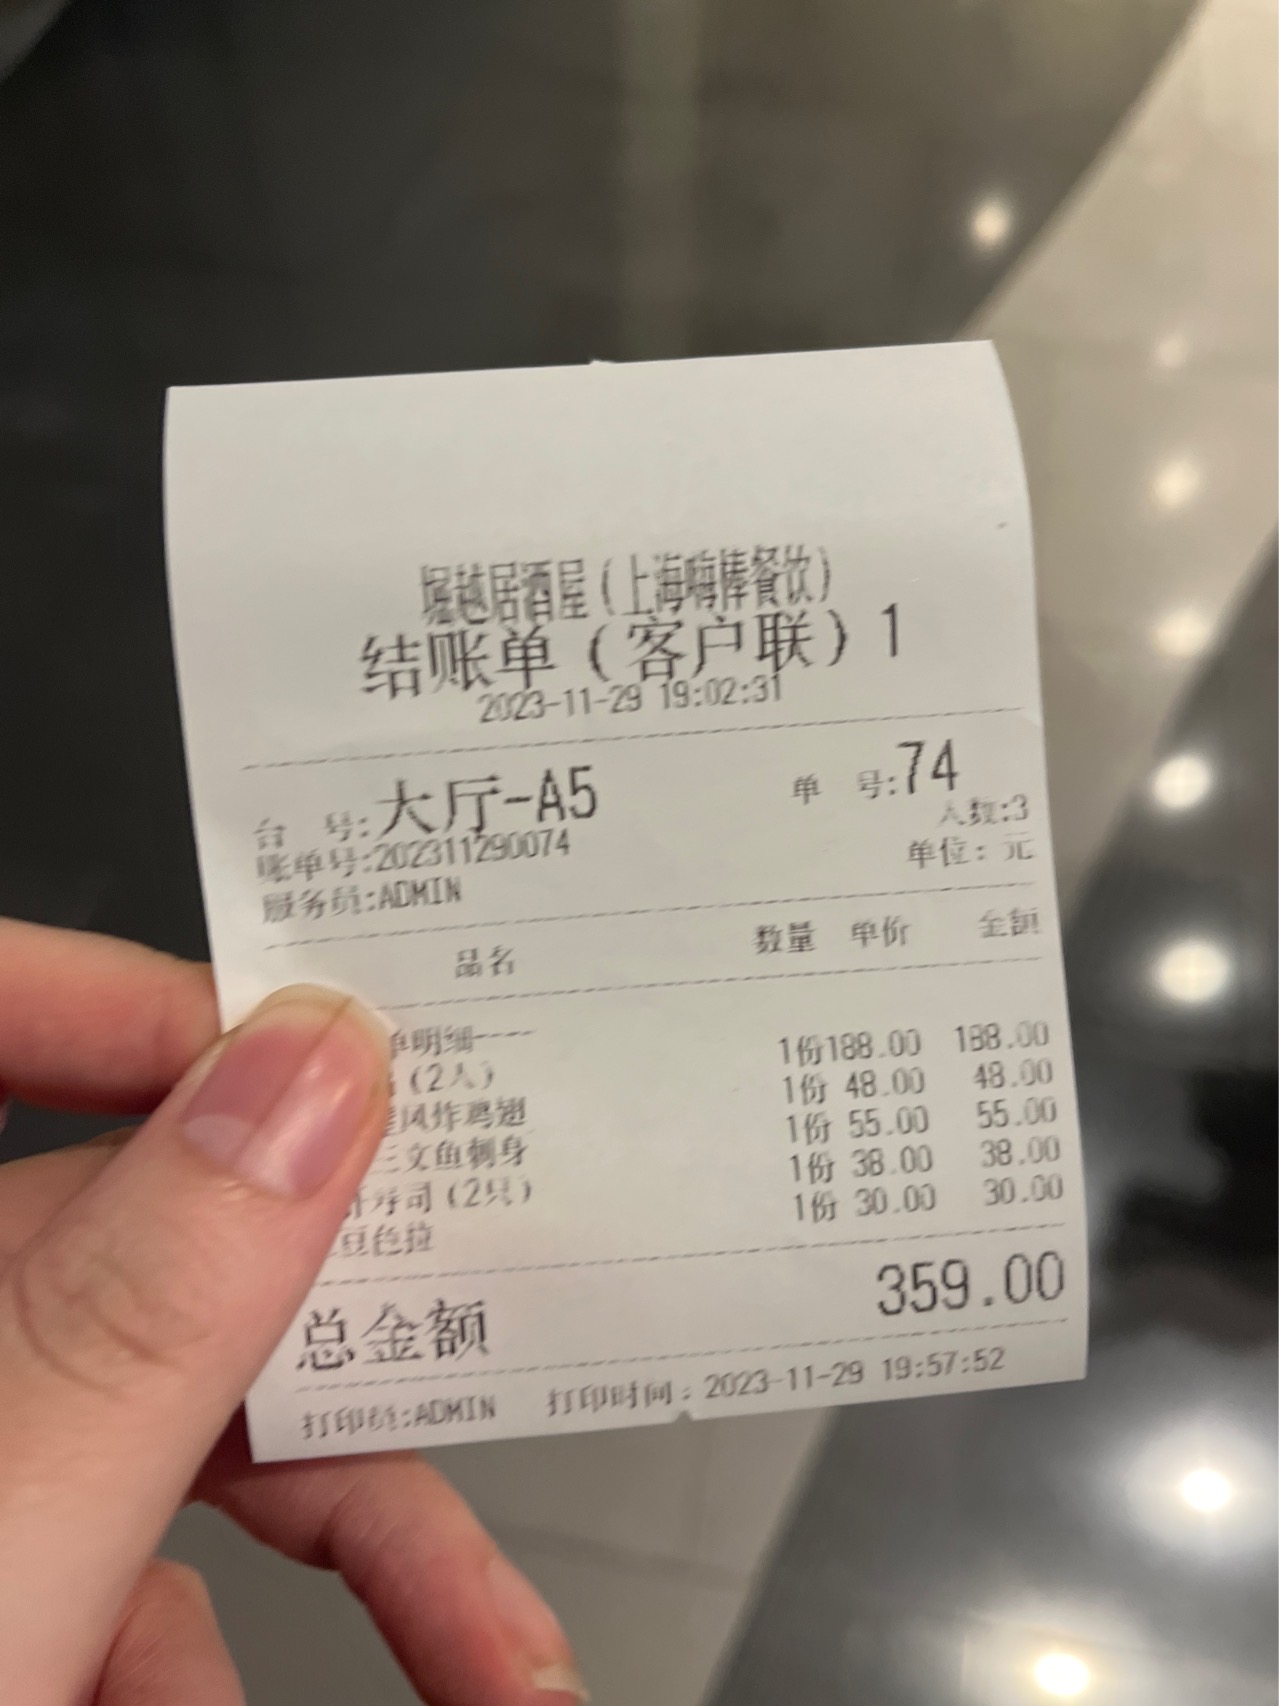 堀越居酒屋(上海嗨棒餐饮)
结账单(客户联)1
2023-11-29 19:02:31
台 号:大厅-A5 单 号:74
人数:3
账单号:202311290074
单位: 元
服务员:ADMIN
品名 数量 单价 金额
单明细----
(2人) 1份188.00 188.00
风炸鸡翅 1份 48.00 48.00
三文鱼刺身 1份 55.00 55.00
寿司(2只) 1份 38.00 38.00
豆色拉 1份 30.00 30.00
总金额 359.00
打印员:ADMIN 打印时间: 2023-11-29 19:57:52